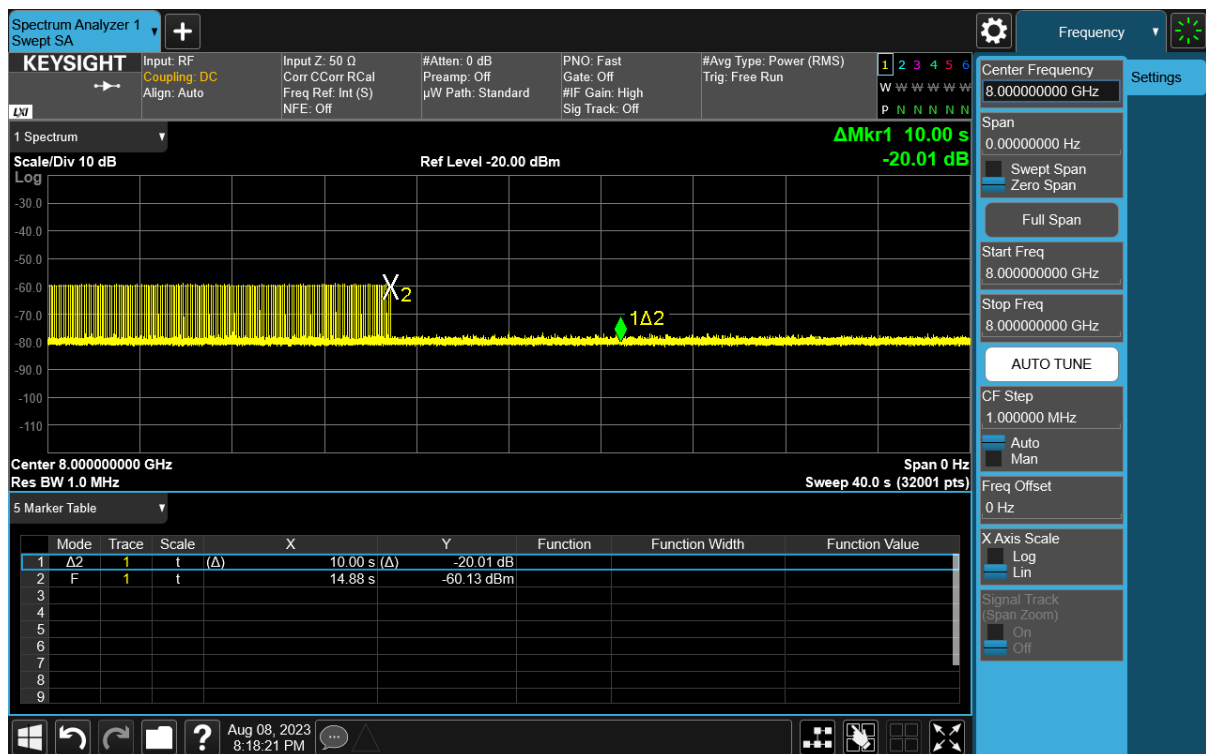 Spectrum Analyzer 1
Swept SA
Frequency
KEYSIGHT
LXI
Input: RF
Coupling: DC
Align: Auto
Input Z: 50 Ω
Corr CCorr RCal
Freq Ref: Int (S)
NFE: Off
#Atten: 0 dB
Preamp: Off
µW Path: Standard
PNO: Fast
Gate: Off
#IF Gain: High
Sig Track: Off
#Avg Type: Power (RMS)
Trig: Free Run
1 2 3 4 5 6
W W W W W W
P N N N N N
1 Spectrum
ΔMkr1 10.00 s
-20.01 dB
Scale/Div 10 dB
Ref Level -20.00 dBm
Log
-30.0
-40.0
-50.0
-60.0
-70.0
-80.0
-90.0
-100
-110
X2
1Δ2
Center 8.000000000 GHz
Span 0 Hz
Res BW 1.0 MHz
Sweep 40.0 s (32001 pts)
5 Marker Table
Mode Trace Scale X Y Function Function Width Function Value
1 Δ2 1 t (Δ) 10.00 s (Δ) -20.01 dB
2 F 1 t 14.88 s -60.13 dBm
3
4
5
6
7
8
9
Aug 08, 2023
8:18:21 PM
Center Frequency
8.000000000 GHz
Span
0.00000000 Hz
Swept Span
Zero Span
Full Span
Start Freq
8.000000000 GHz
Stop Freq
8.000000000 GHz
AUTO TUNE
CF Step
1.000000 MHz
Auto
Man
Freq Offset
0 Hz
X Axis Scale
Log
Lin
Signal Track
(Span Zoom)
On
Off
Settings